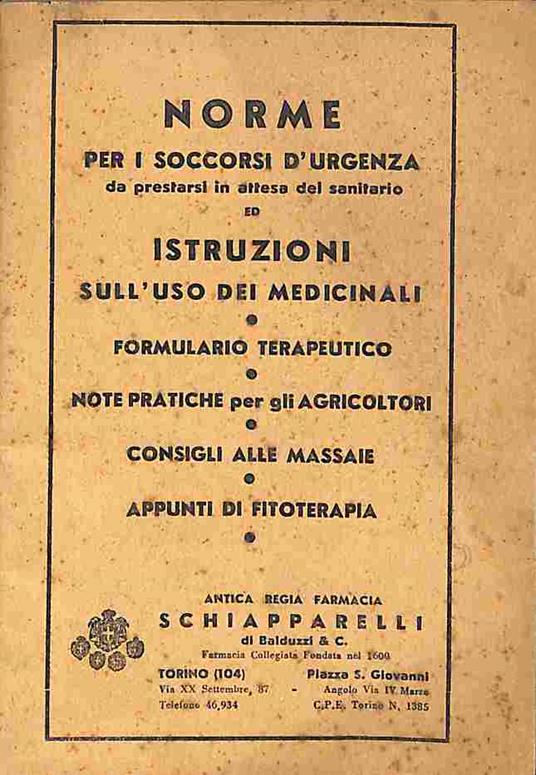 NORME
PER I SOCCORSI D'URGENZA
da prestarsi in attesa del sanitario
ED
ISTRUZIONI
SULL'USO DEI MEDICINALI
FORMULARIO TERAPEUTICO
NOTE PRATICHE per gli AGRICOLTORI
CONSIGLI ALLE MASSAIE
APPUNTI DI FITOTERAPIA
ANTICA REGIA FARMACIA
SCHIAPPARELLI
di Balduzzi & C.
Farmacia Collegiata Fondata nel 1600
TORINO (104) Piazza S. Giovanni
Via XX Settembre, 87 - Angolo Via IV Marzo
Telefono 46,934 C.P.E. Torino N. 1385